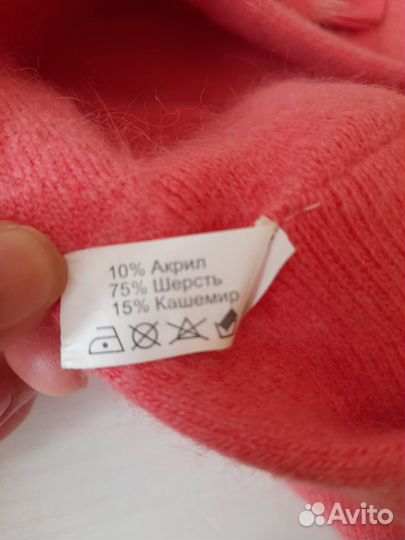 10% Акрил
75% Шерсть
15% Кашемир
Avito